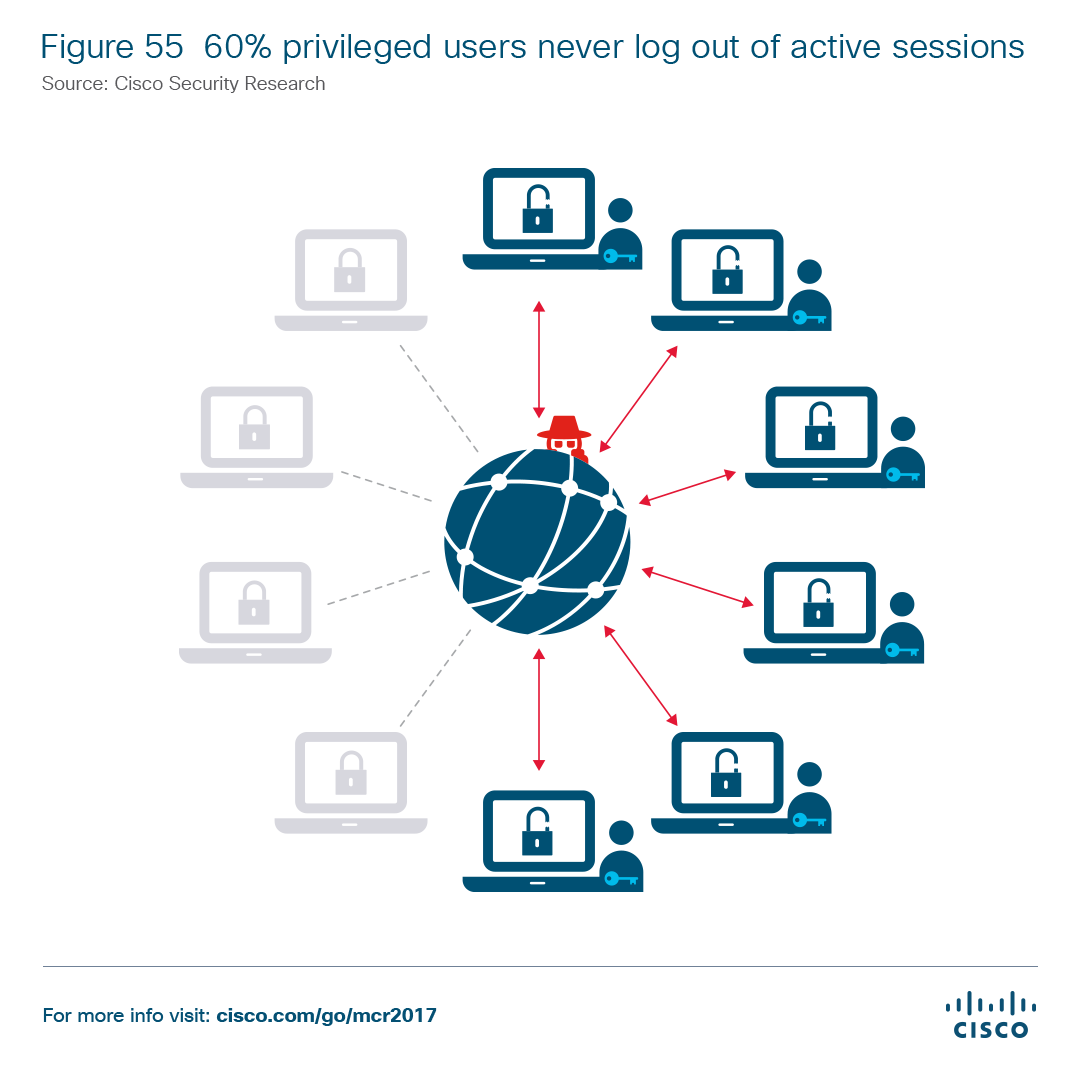 Figure 55  60% privileged users never log out of active sessions
Source: Cisco Security Research
For more info visit: cisco.com/go/mcr2017
CISCO